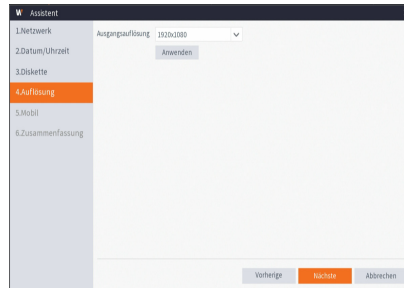 Assistent
1.Netzwerk
2.Datum/Uhrzeit
3.Diskette
4.Auflösung
5.Mobil
6.Zusammenfassung
Ausgangsauflösung 1920x1080
Anwenden
Vorherige Nächste Abbrechen